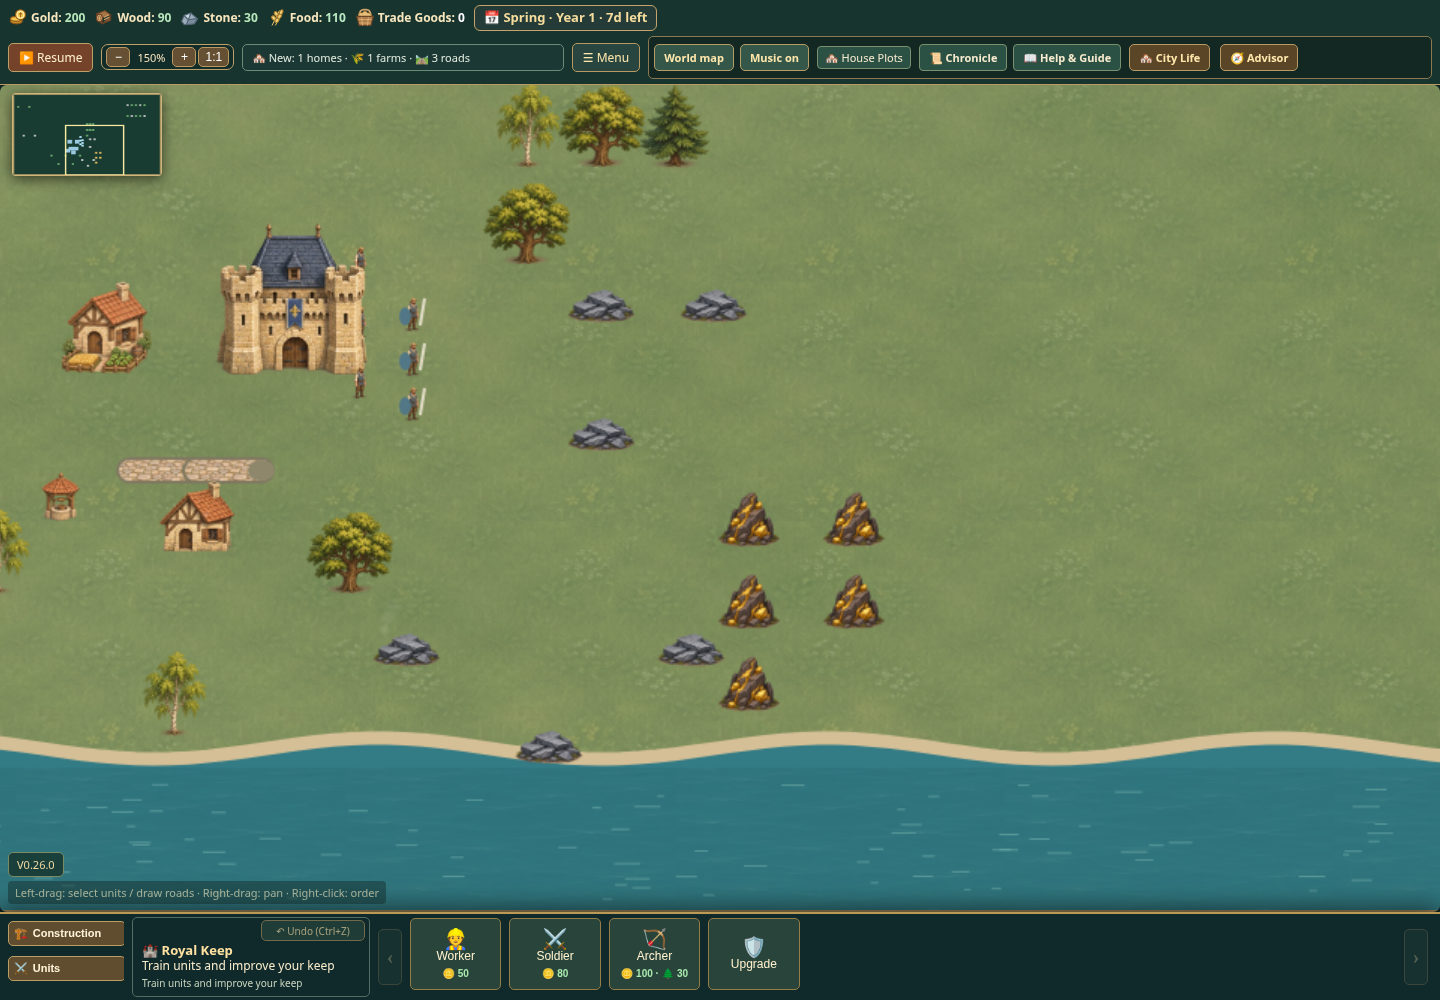 Gold: 200 Wood: 90 Stone: 30 Food: 110 Trade Goods: 0 Spring · Year 1 · 7d left
Resume − 150% + 1:1 New: 1 homes · 1 farms · 3 roads ☰ Menu World map Music on House Plots Chronicle Help & Guide City Life Advisor
V0.26.0
Left-drag: select units / draw roads · Right-drag: pan · Right-click: order
Construction
Units
↶ Undo (Ctrl+Z)
Royal Keep
Train units and improve your keep
Train units and improve your keep
‹
Worker
50
Soldier
80
Archer
100 · 30
Upgrade
›